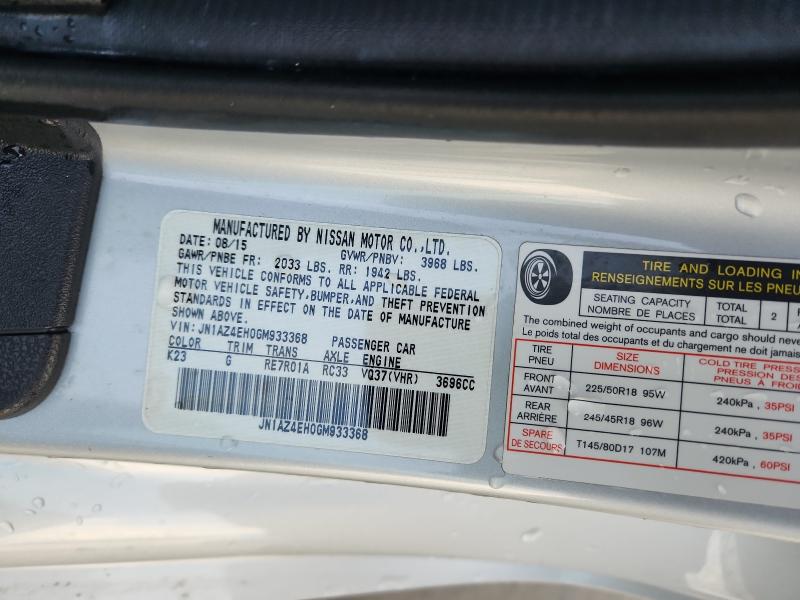 MANUFACTURED BY NISSAN MOTOR CO.,LTD.
DATE: 08/15 GVWR/PNBV: 3968 LBS.
GAWR/PNBE FR: 2033 LBS. RR: 1942 LBS.
THIS VEHICLE CONFORMS TO ALL APPLICABLE FEDERAL
MOTOR VEHICLE SAFETY,BUMPER,AND THEFT PREVENTION
STANDARDS IN EFFECT ON THE DATE OF MANUFACTURE
SHOWN ABOVE.
VIN: JN1AZ4EH0GM933368 PASSENGER CAR
COLOR TRIM TRANS AXLE ENGINE
K23 G RE7R01A RC33 VQ37(VHR) 3696CC
JN1AZ4EH0GM933368
TIRE AND LOADING IN
RENSEIGNEMENTS SUR LES PNEU
SEATING CAPACITY TOTAL 2
NOMBRE DE PLACES TOTAL
The combined weight of occupants and cargo should never
Le poids total des occupants et du chargement ne doit jamais
TIRE SIZE COLD TIRE PRESS
PNEU DIMENSIONS PRESSION DES
PNEUS À FROID
FRONT 225/50R18 95W 240kPa, 35PSI
AVANT
REAR 245/45R18 96W 240kPa, 35PSI
ARRIÈRE
SPARE T145/80D17 107M 420kPa, 60PSI
DE SECOURS